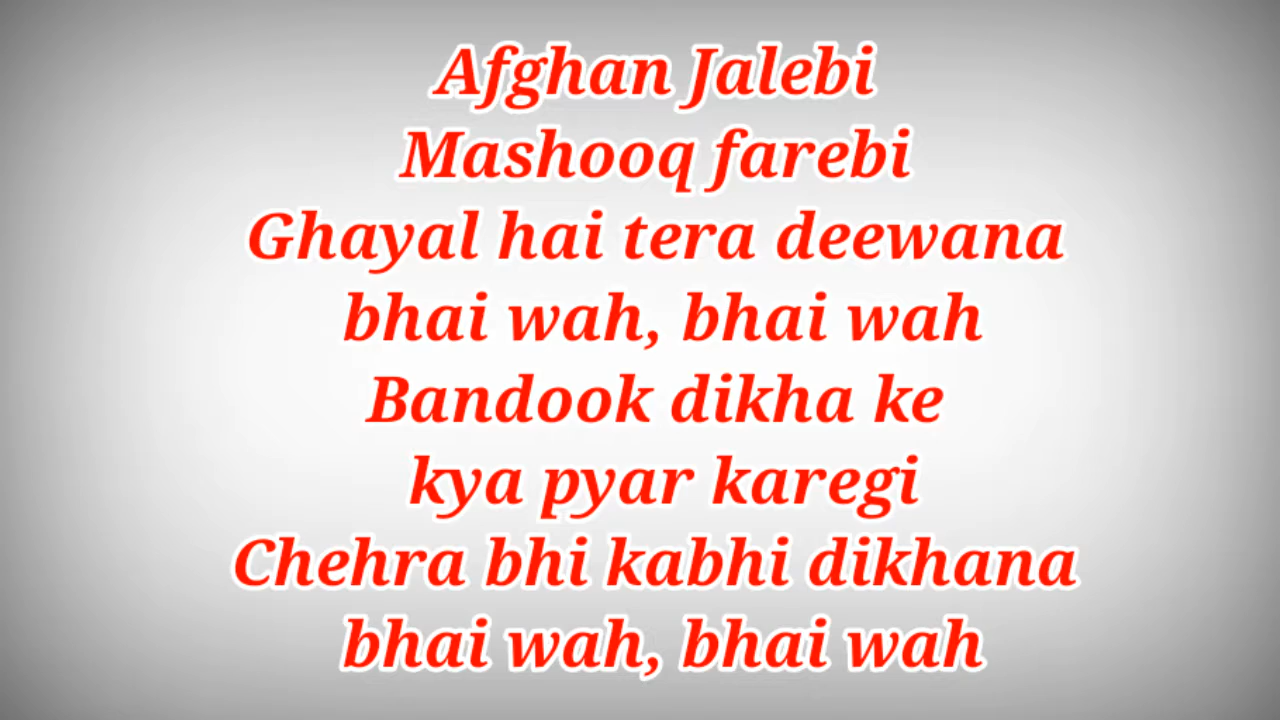 Afghan Jalebi
Mashooq farebi
Ghayal hai tera deewana
bhai wah, bhai wah
Bandook dikha ke
kya pyar karegi
Chehra bhi kabhi dikhana
bhai wah, bhai wah